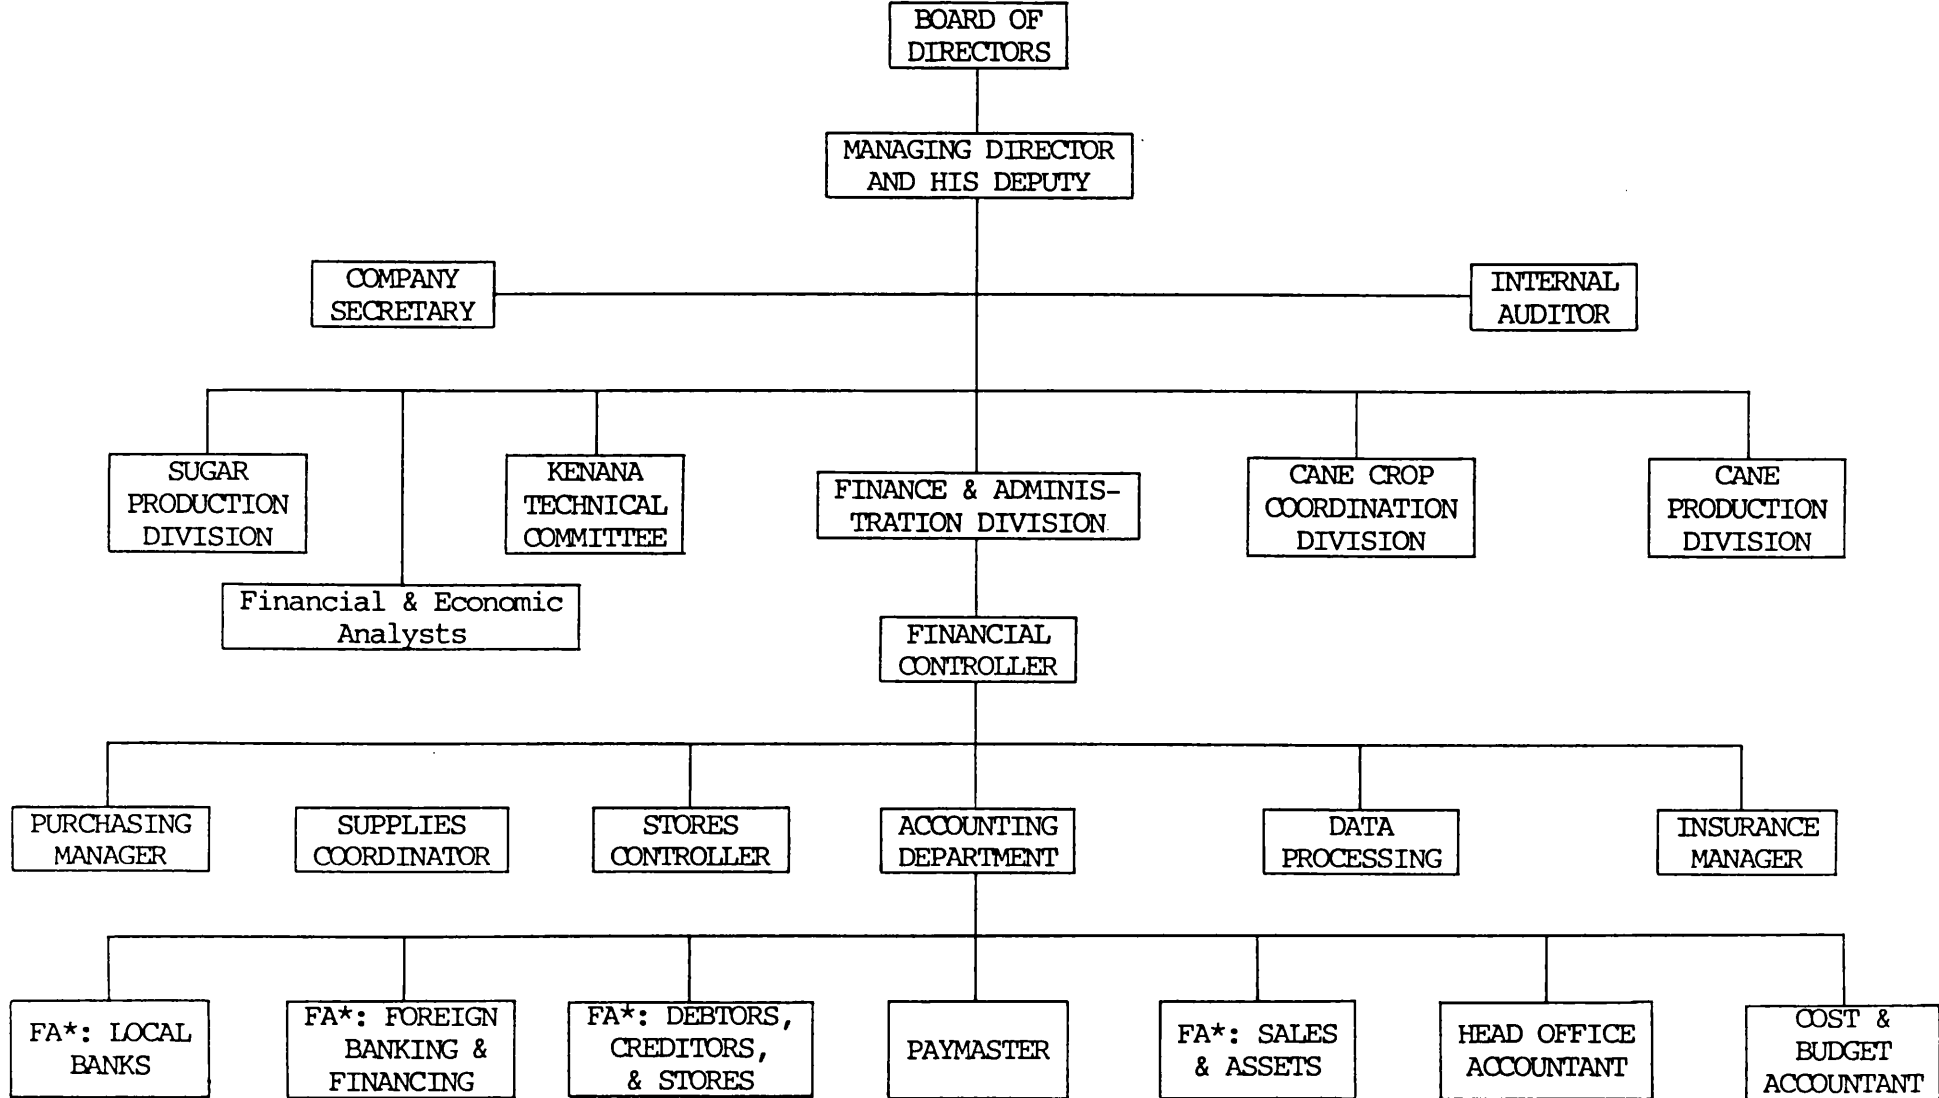 BOARD OF
DIRECTORS
MANAGING DIRECTOR
AND HIS DEPUTY
COMPANY
SECRETARY
INTERNAL
AUDITOR
SUGAR
PRODUCTION
DIVISION
KENANA
TECHNICAL
COMMITTEE
FINANCE & ADMINIS-
TRATION DIVISION
CANE CROP
COORDINATION
DIVISION
CANE
PRODUCTION
DIVISION
Financial & Economic
Analysts
FINANCIAL
CONTROLLER
PURCHASING
MANAGER
SUPPLIES
COORDINATOR
STORES
CONTROLLER
ACCOUNTING
DEPARTMENT
DATA
PROCESSING
INSURANCE
MANAGER
FA*: LOCAL
BANKS
FA*: FOREIGN
BANKING &
FINANCING
FA*: DEBTORS,
CREDITORS,
& STORES
PAYMASTER
FA*: SALES
& ASSETS
HEAD OFFICE
ACCOUNTANT
COST &
BUDGET
ACCOUNTANT